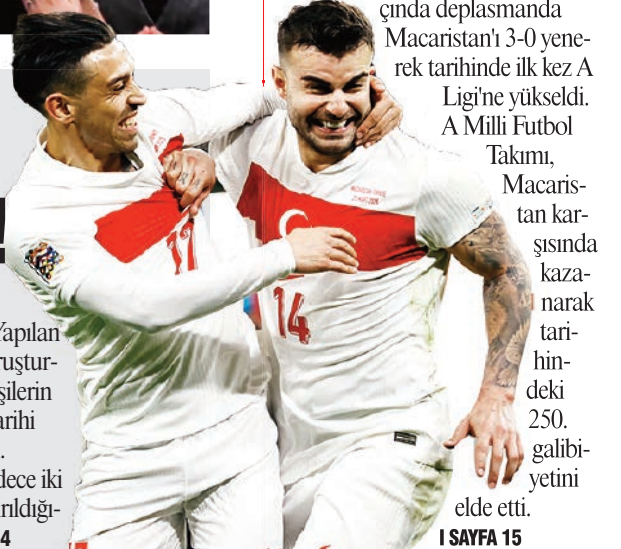 çında deplasmanda
Macaristan'ı 3-0 yene-
rek tarihinde ilk kez A
Ligi'ne yükseldi.
A Milli Futbol
Takımı,
Macaris-
tan kar-
şısında
kaza-
narak
tari-
hin-
deki
250.
galibi-
yetini
elde etti.
I SAYFA 15
!
Yapılan
ruştur-
şilerin
arihi
.
dece iki
rıldığı-
4
17
14